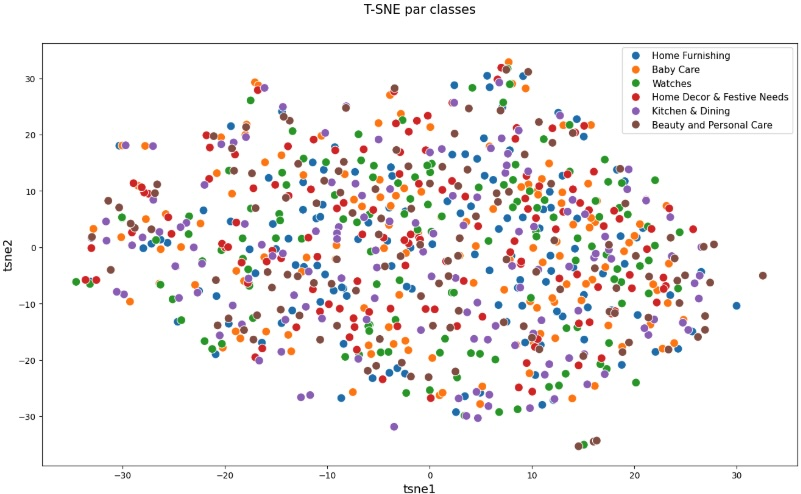 T-SNE par classes
Home Furnishing
Baby Care
Watches
Home Decor & Festive Needs
Kitchen & Dining
Beauty and Personal Care
tsne2
30
20
10
0
−10
−20
−30
−30
−20
−10
0
10
20
30
tsne1